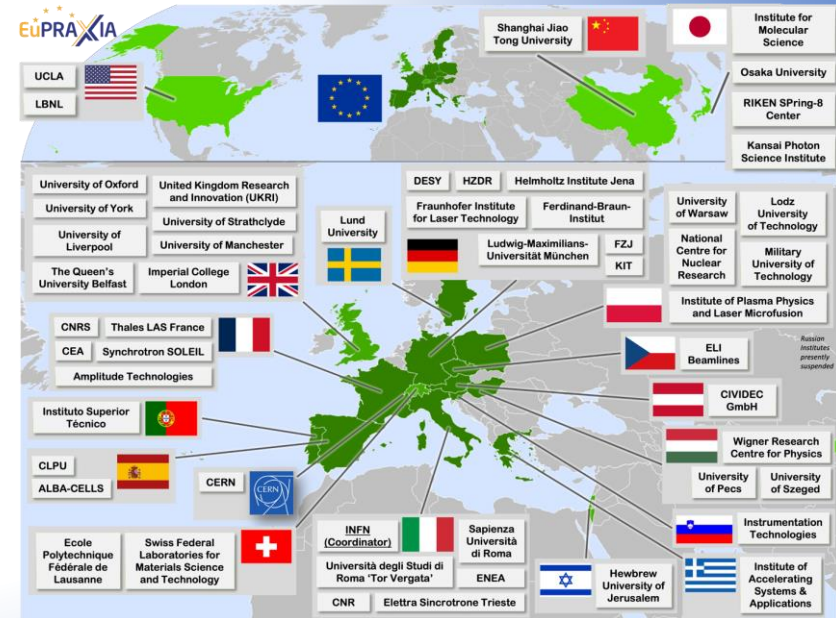 EuPRAXIA
UCLA
LBNL
Shanghai Jiao
Tong University
Institute for
Molecular
Science
Osaka University
RIKEN SPring-8
Center
Kansai Photon
Science Institute
University of Oxford
United Kingdom Research
and Innovation (UKRI)
University of York
University of Strathclyde
University of
Liverpool
University of Manchester
The Queen's
University Belfast
Imperial College
London
Lund
University
DESY
HZDR
Helmholtz Institute Jena
Fraunhofer Institute
for Laser Technology
Ferdinand-Braun-
Institut
Ludwig-Maximilians-
Universität München
FZJ
KIT
University
of Warsaw
Lodz
University
of Technology
National
Centre for
Nuclear
Research
Military
University of
Technology
Institute of Plasma Physics
and Laser Microfusion
CNRS
Thales LAS France
CEA
Synchrotron SOLEIL
Amplitude Technologies
ELI
Beamlines
Russian
institutes
presently
suspended
CIVIDEC
GmbH
Instituto Superior
Técnico
Wigner Research
Centre for Physics
University
of Pecs
University
of Szeged
CLPU
ALBA-CELLS
CERN
CERN
Instrumentation
Technologies
Ecole
Polytechnique
Fédérale de
Lausanne
Swiss Federal
Laboratories for
Materials Science
and Technology
INFN
(Coordinator)
Sapienza
Università
di Roma
Università degli Studi di
Roma 'Tor Vergata'
ENEA
CNR
Elettra Sincrotrone Trieste
Hewbrew
University of
Jerusalem
Institute of
Accelerating
Systems &
Applications